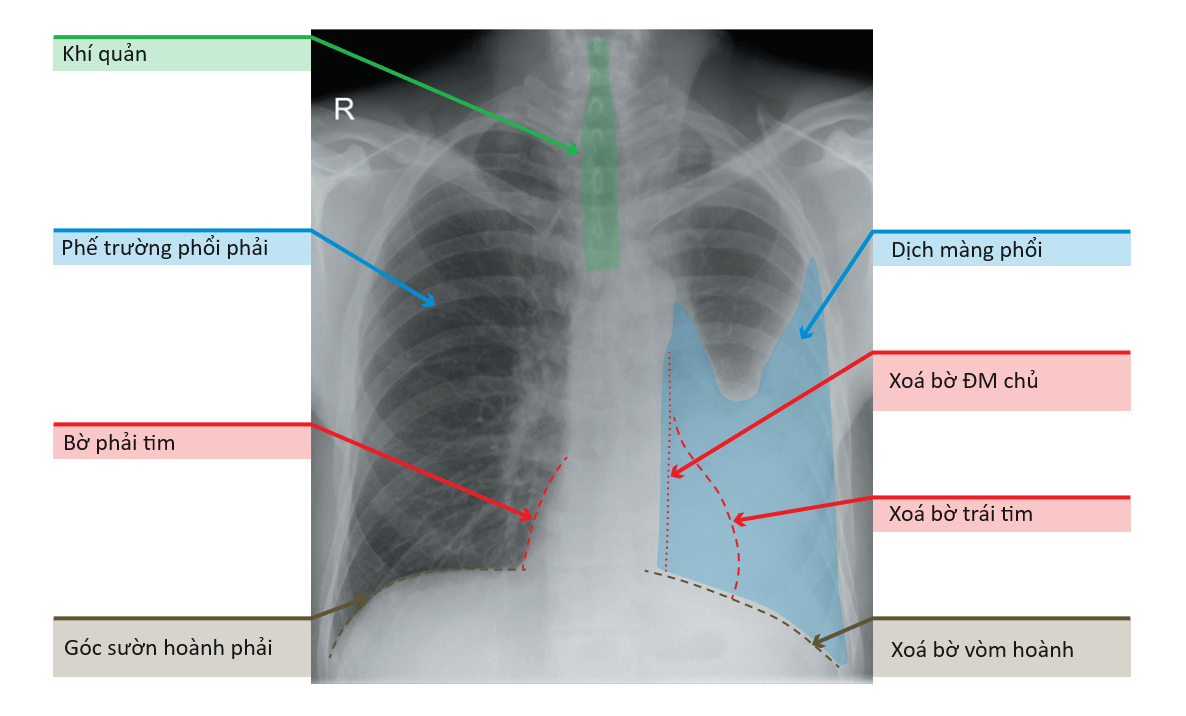 Khí quản
R
Phế trường phổi phải
Dịch màng phổi
Xoá bờ ĐM chủ
Bờ phải tim
Xoá bờ trái tim
Góc sườn hoành phải
Xoá bờ vòm hoành